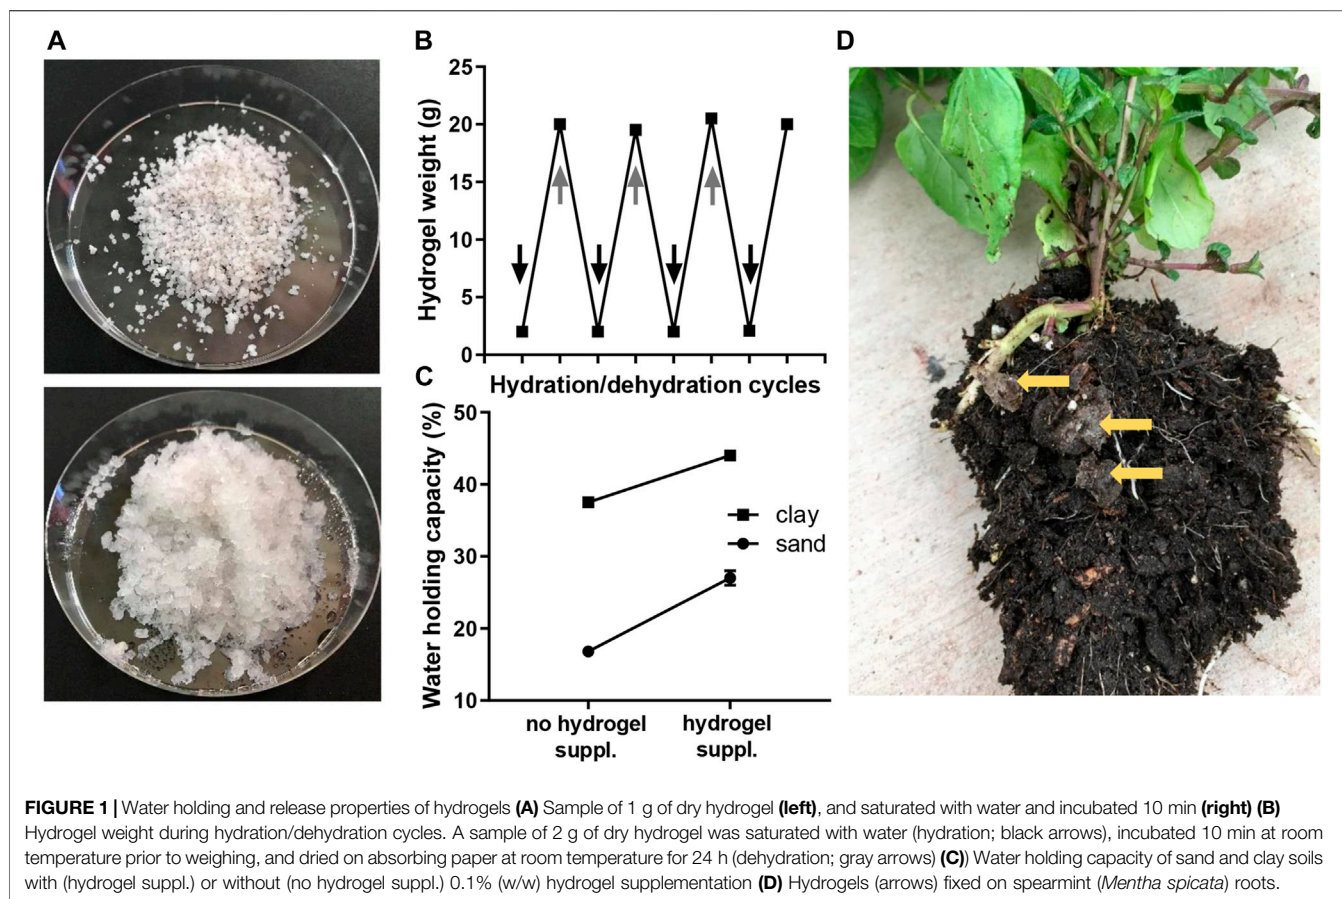 A
B
25
20
15
10
5
0
Hydrogel weight (g)
Hydration/dehydration cycles
C
50
40
30
20
10
Water holding capacity (%)
clay
sand
no hydrogel
suppl.
hydrogel
suppl.
D
FIGURE 1 | Water holding and release properties of hydrogels (A) Sample of 1 g of dry hydrogel (left), and saturated with water and incubated 10 min (right) (B)
Hydrogel weight during hydration/dehydration cycles. A sample of 2 g of dry hydrogel was saturated with water (hydration; black arrows), incubated 10 min at room
temperature prior to weighing, and dried on absorbing paper at room temperature for 24 h (dehydration; gray arrows) (C)) Water holding capacity of sand and clay soils
with (hydrogel suppl.) or without (no hydrogel suppl.) 0.1% (w/w) hydrogel supplementation (D) Hydrogels (arrows) fixed on spearmint (Mentha spicata) roots.